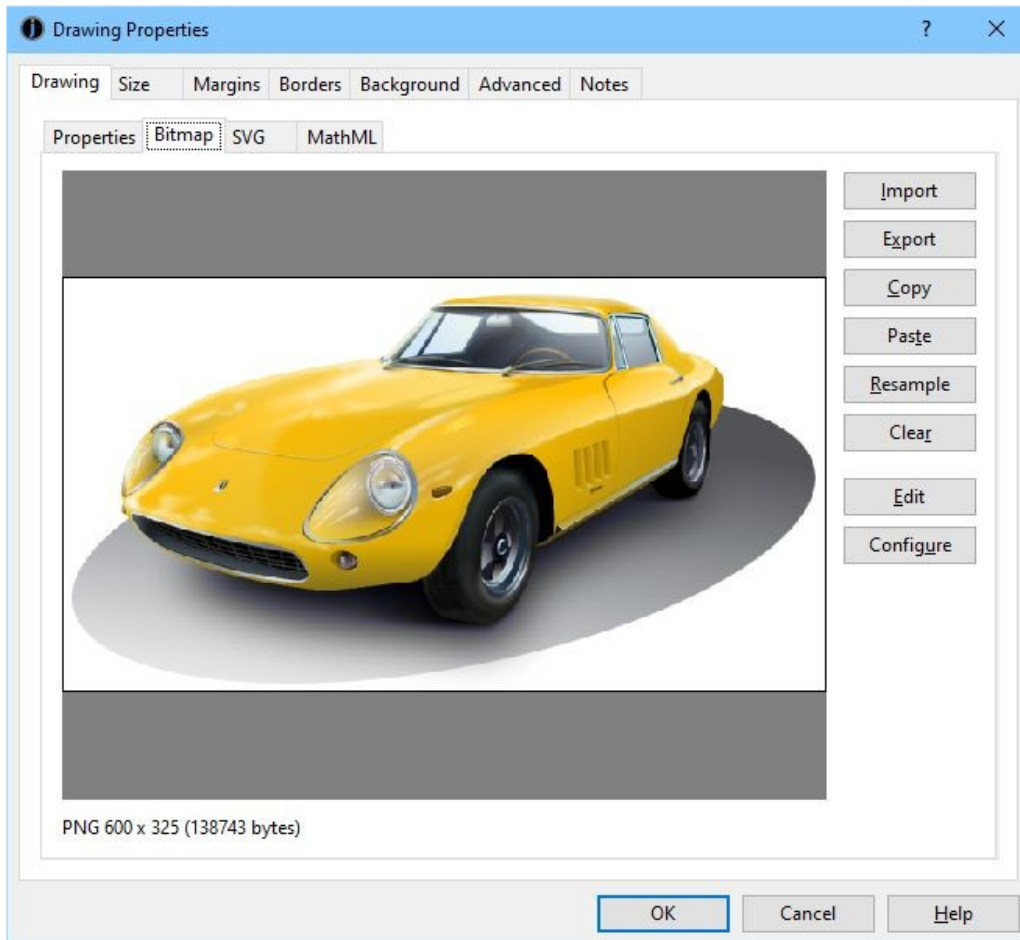 Drawing Properties ?
Drawing Size Margins Borders Background Advanced Notes
Properties Bitmap SVG MathML
Import
Export
Copy
Paste
Resample
Clear
Edit
Configure
PNG 600 x 325 (138743 bytes)
OK Cancel Help